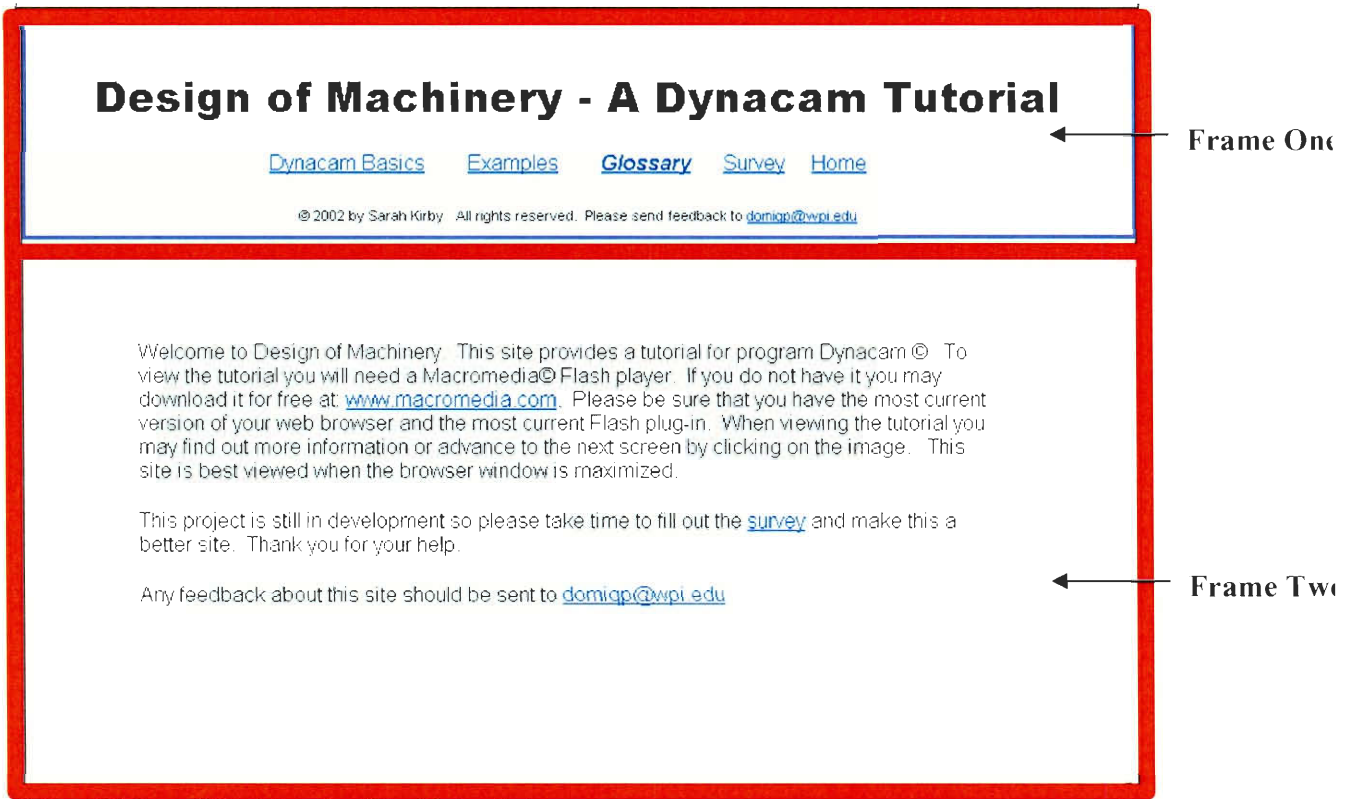 Design of Machinery - A Dynacam Tutorial
Dynacam Basics Examples Glossary Survey Home
© 2002 by Sarah Kirby All rights reserved. Please send feedback to domiqp@wpi.edu
Frame One
Welcome to Design of Machinery. This site provides a tutorial for program Dynacam © To
view the tutorial you will need a Macromedia© Flash player. If you do not have it you may
download it for free at: www.macromedia.com. Please be sure that you have the most current
version of your web browser and the most current Flash plug-in. When viewing the tutorial you
may find out more information or advance to the next screen by clicking on the image. This
site is best viewed when the browser window is maximized.
This project is still in development so please take time to fill out the survey and make this a
better site. Thank you for your help.
Any feedback about this site should be sent to domiqp@wpi.edu
Frame Two